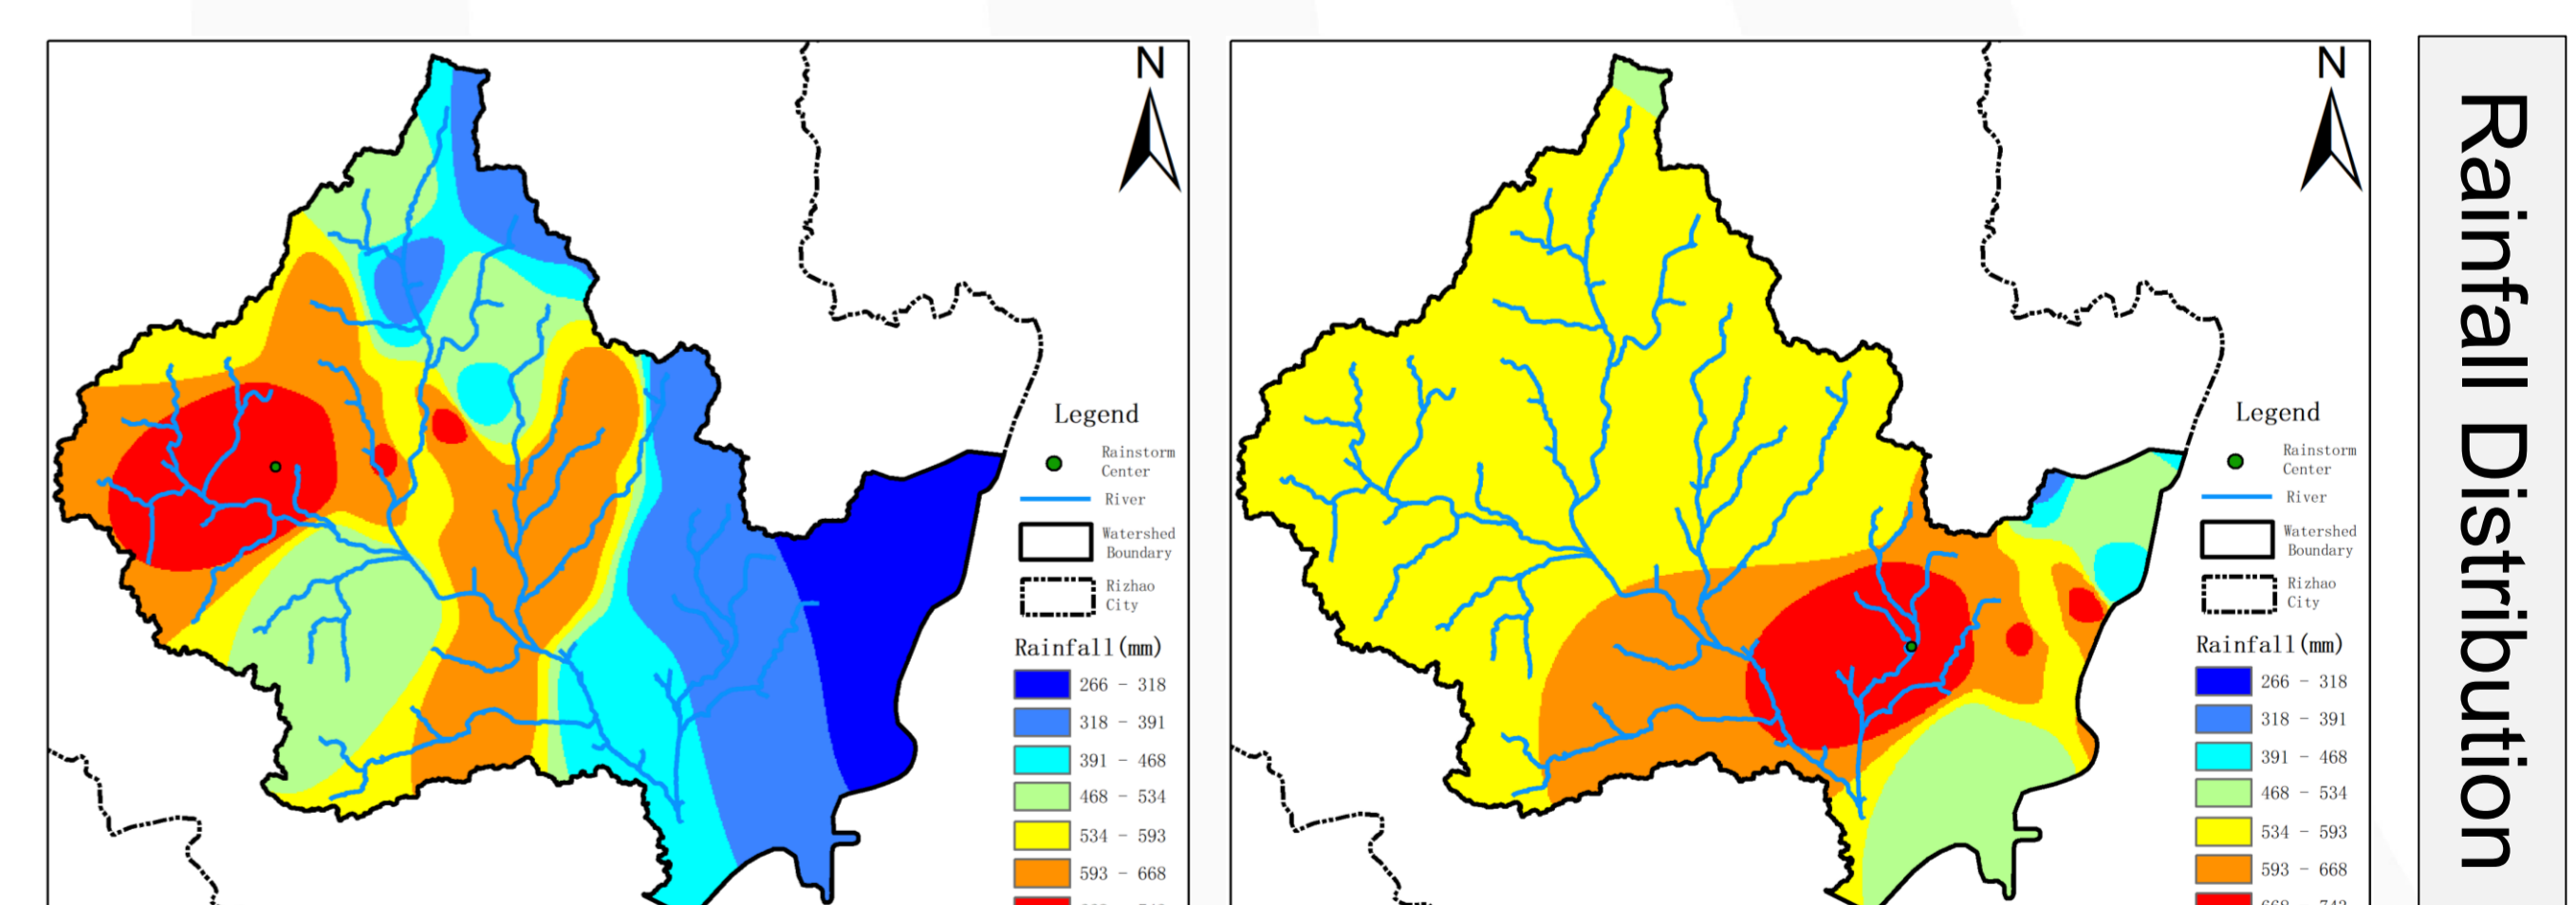 N
Legend
Rainstorm
Center
River
Watershed
Boundary
Rizhao
City
Rainfall(mm)
266 - 318
318 - 391
391 - 468
468 - 534
534 - 593
593 - 668
N
Legend
Rainstorm
Center
River
Watershed
Boundary
Rizhao
City
Rainfall(mm)
266 - 318
318 - 391
391 - 468
468 - 534
534 - 593
593 - 668
Rainfall Distribution